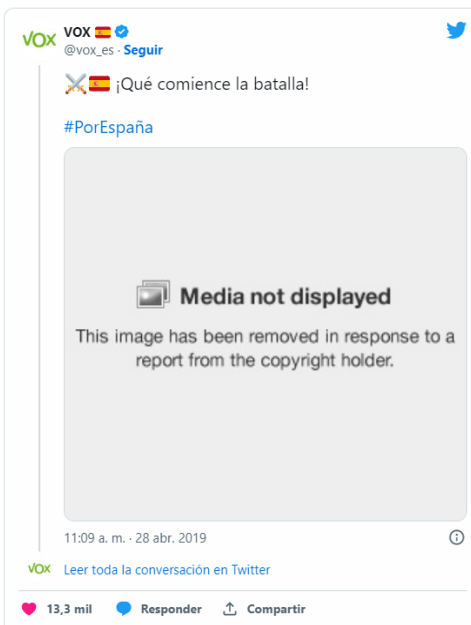 VOX
VOX 🇪🇸
@vox_es · Seguir
⚔️🇪🇸 ¡Qué comience la batalla!
#PorEspaña
Media not displayed
This image has been removed in response to a
report from the copyright holder.
11:09 a. m. · 28 abr. 2019
VOX Leer toda la conversación en Twitter
13,3 mil Responder Compartir